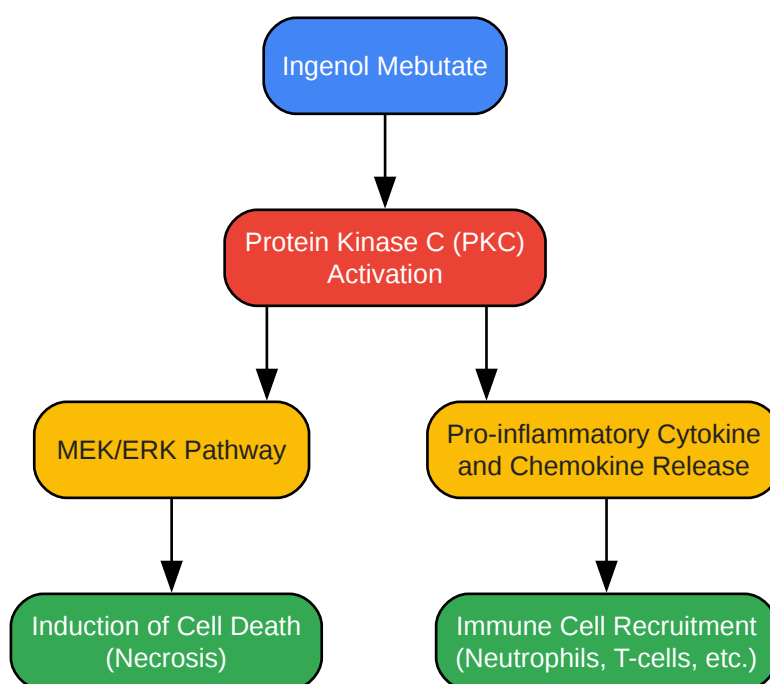 Ingenol Mebutate
Protein Kinase C (PKC)
Activation
MEK/ERK Pathway
Pro-inflammatory Cytokine
and Chemokine Release
Induction of Cell Death
(Necrosis)
Immune Cell Recruitment
(Neutrophils, T-cells, etc.)